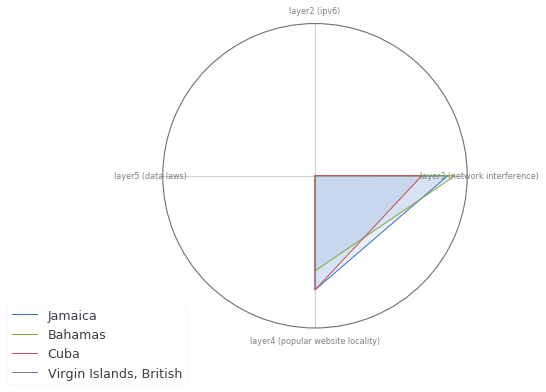 layer2 (ipv6)
layer5 (data laws)
layer3 (network interference)
layer4 (popular website locality)
Jamaica
Bahamas
Cuba
Virgin Islands, British